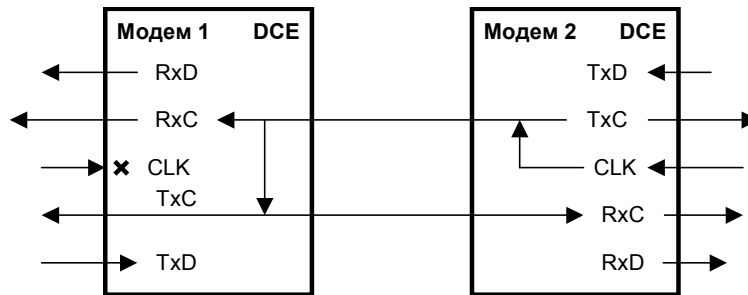 Модем 1 DCE
RxD
RxC
CLK
TxC
TxD
Модем 2 DCE
TxD
TxC
CLK
RxC
RxD